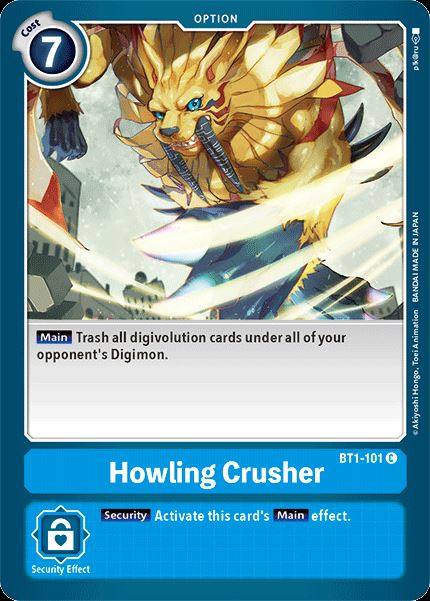 OPTION
Cost
7
p!k@ru
Main Trash all digivolution cards under all of your
opponent's Digimon.
©Akiyoshi Hongo, Toei Animation BANDAI MADE IN JAPAN
BT1-101 C
Howling Crusher
Security Activate this card's Main effect.
Security Effect